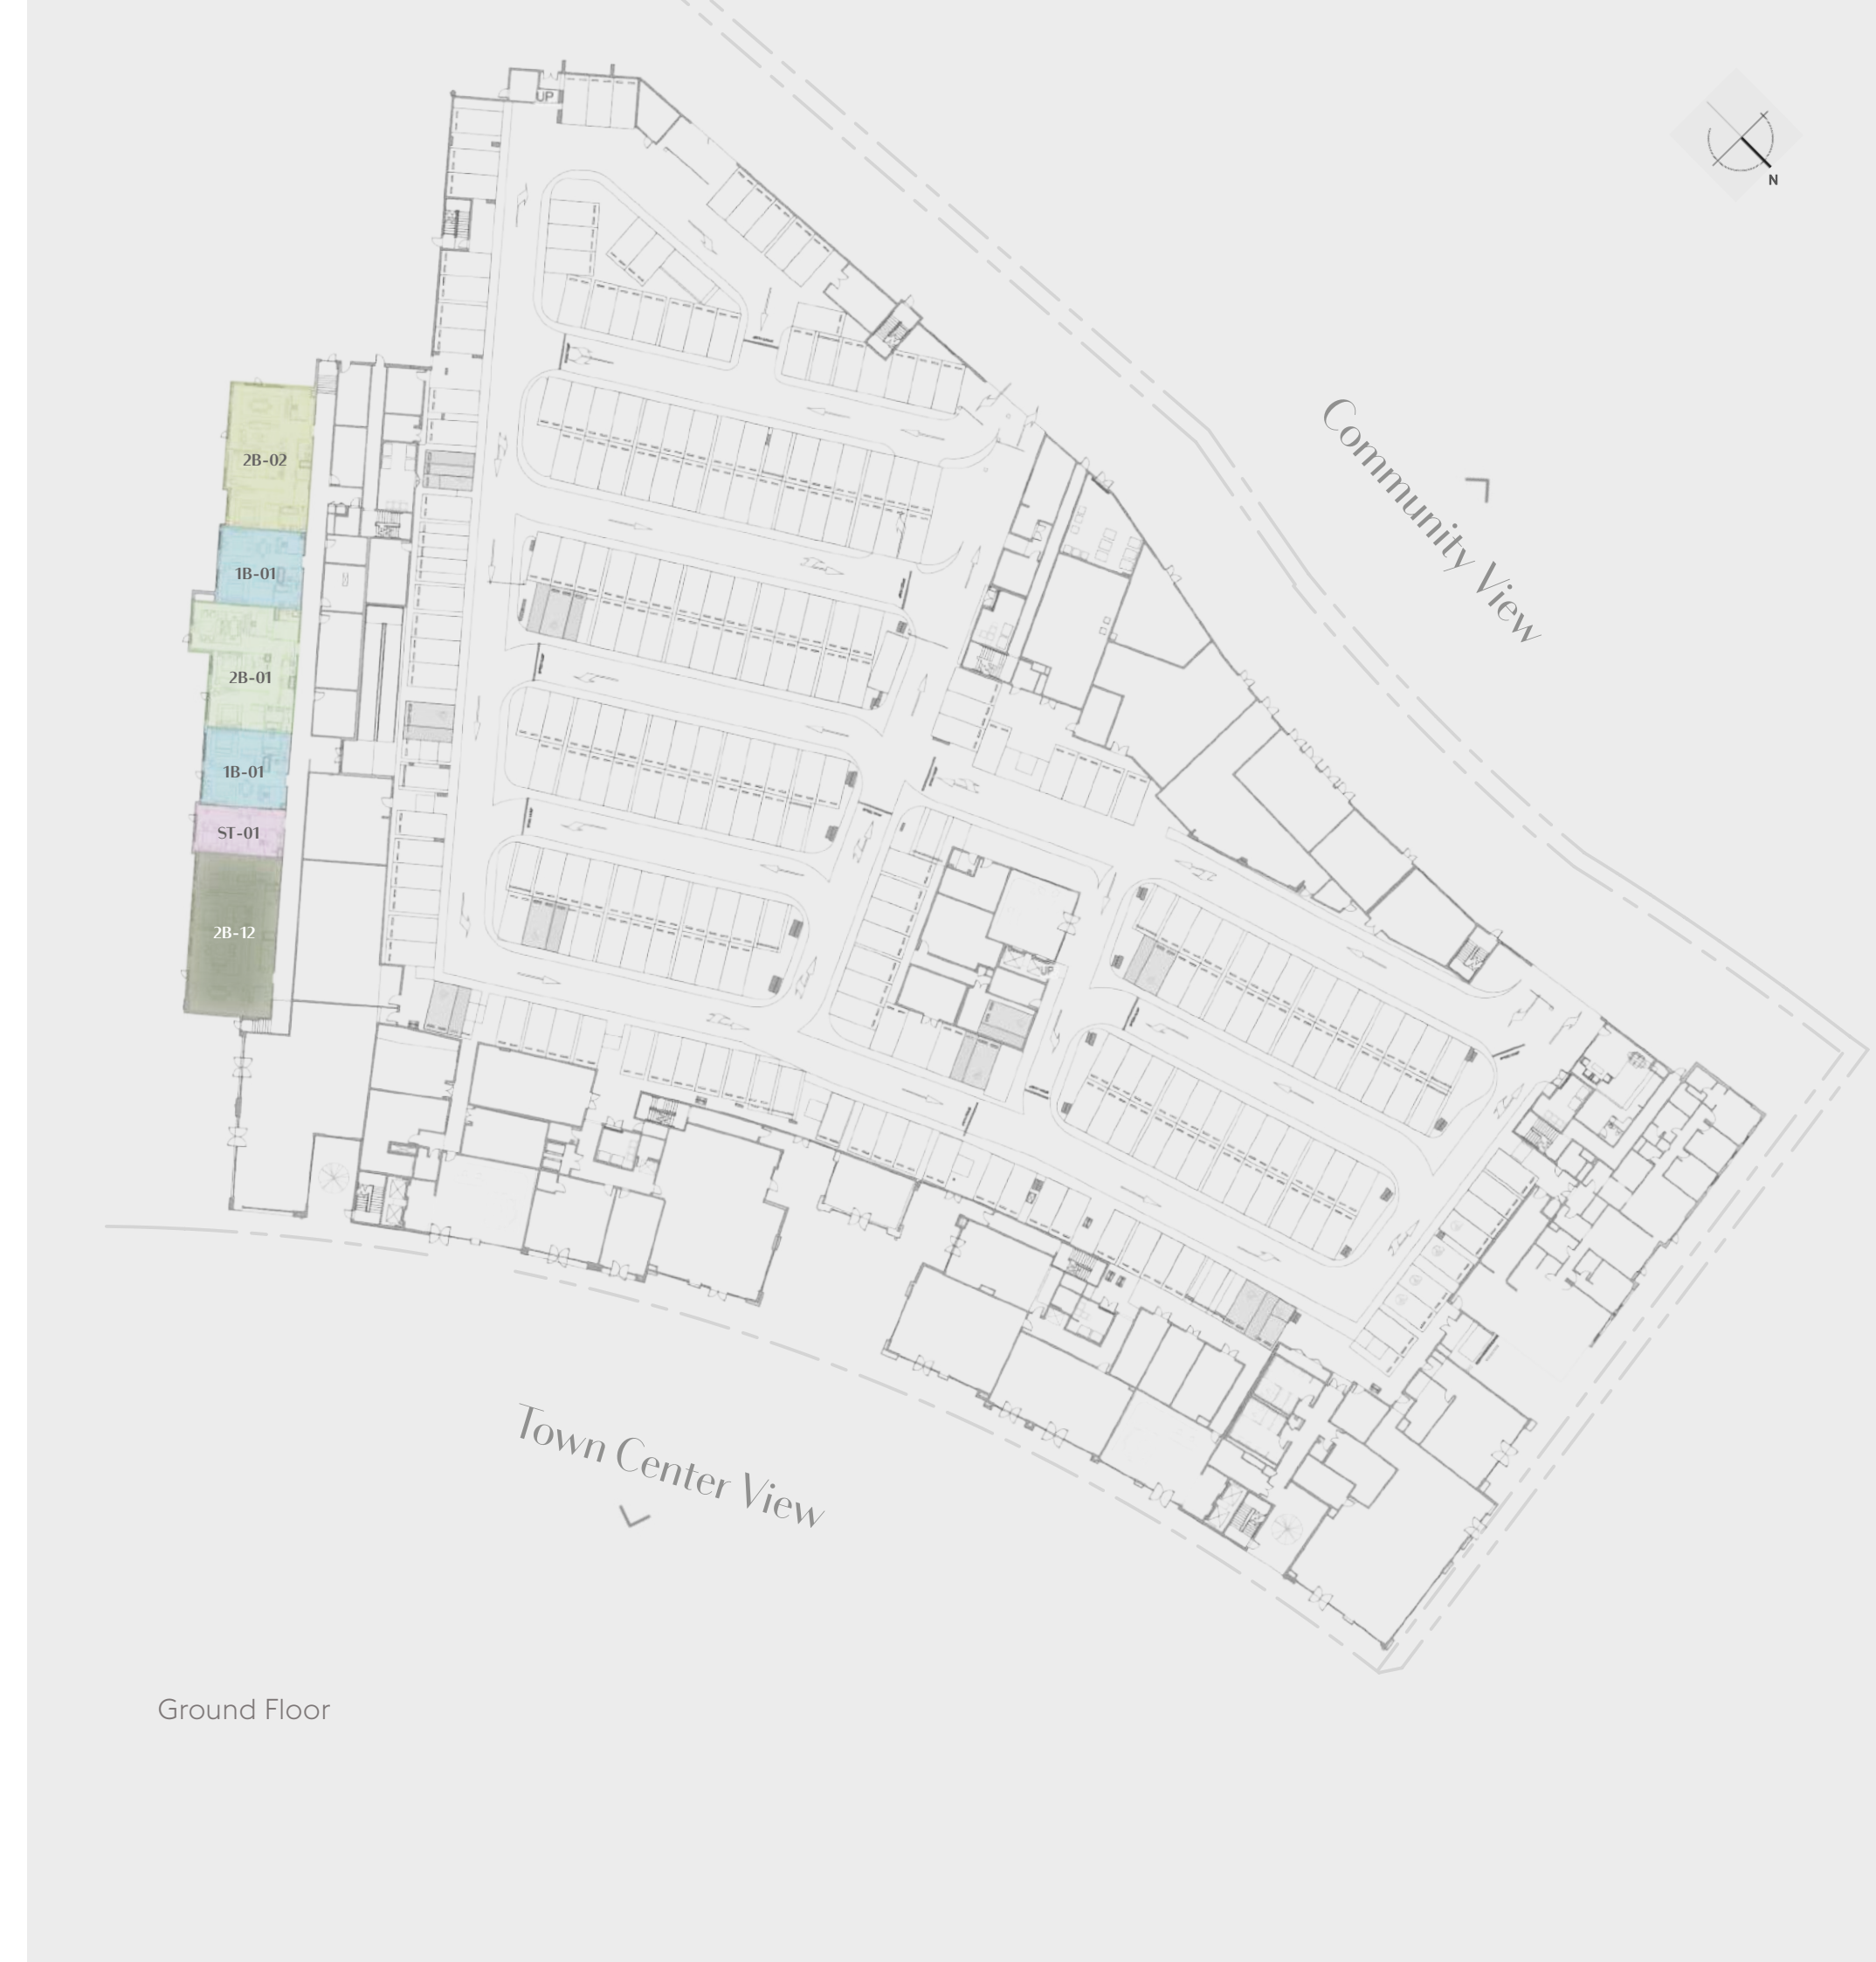 UP
N
Community View
2B-02
1B-01
2B-01
1B-01
ST-01
2B-12
UP
Town Center View
Ground Floor